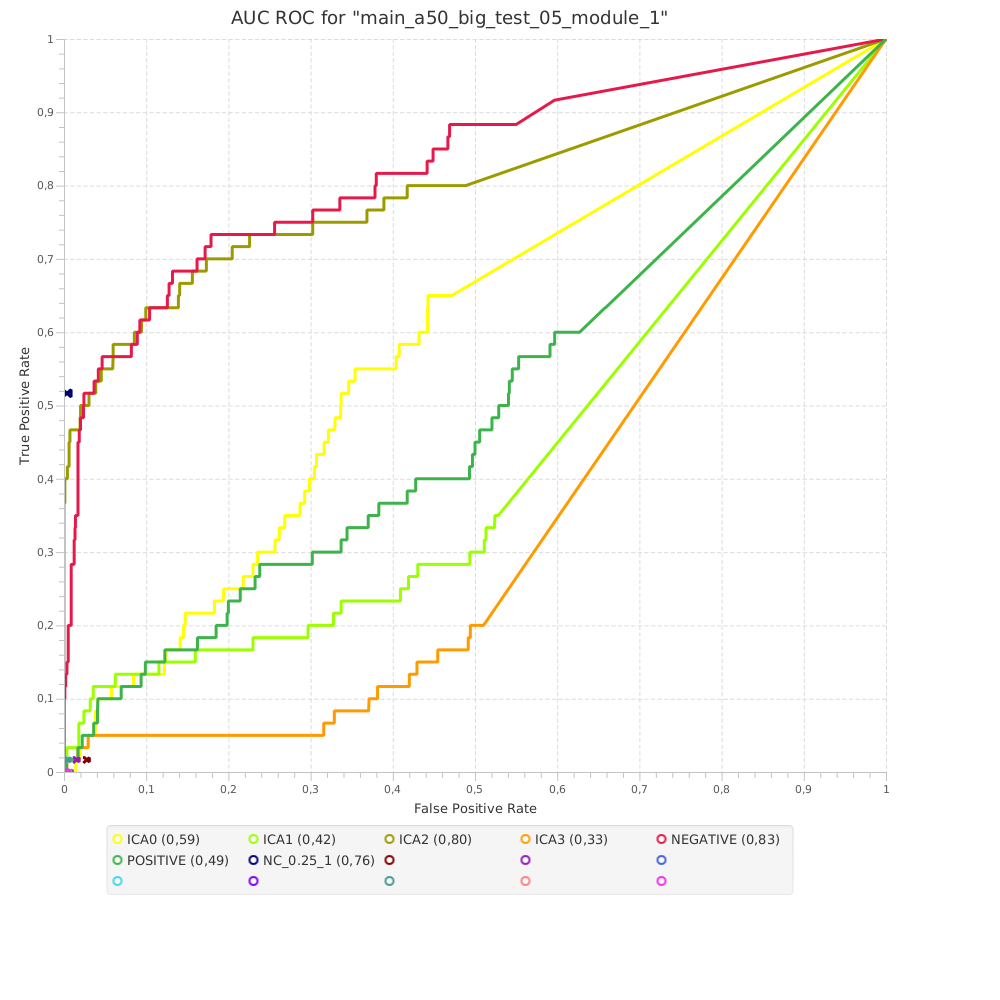 AUC ROC for "main_a50_big_test_05_module_1"
1
0,9
0,8
0,7
0,6
0,5
0,4
0,3
0,2
0,1
0
True Positive Rate
0 0,1 0,2 0,3 0,4 0,5 0,6 0,7 0,8 0,9 1
False Positive Rate
ICA0 (0,59) ICA1 (0,42) ICA2 (0,80) ICA3 (0,33) NEGATIVE (0,83)
POSITIVE (0,49) NC_0.25_1 (0,76)